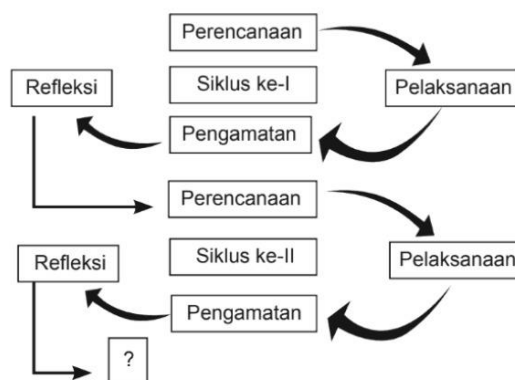 Perencanaan
Refleksi
Siklus ke-I
Pelaksanaan
Pengamatan
Perencanaan
Refleksi
Siklus ke-II
Pelaksanaan
Pengamatan
?